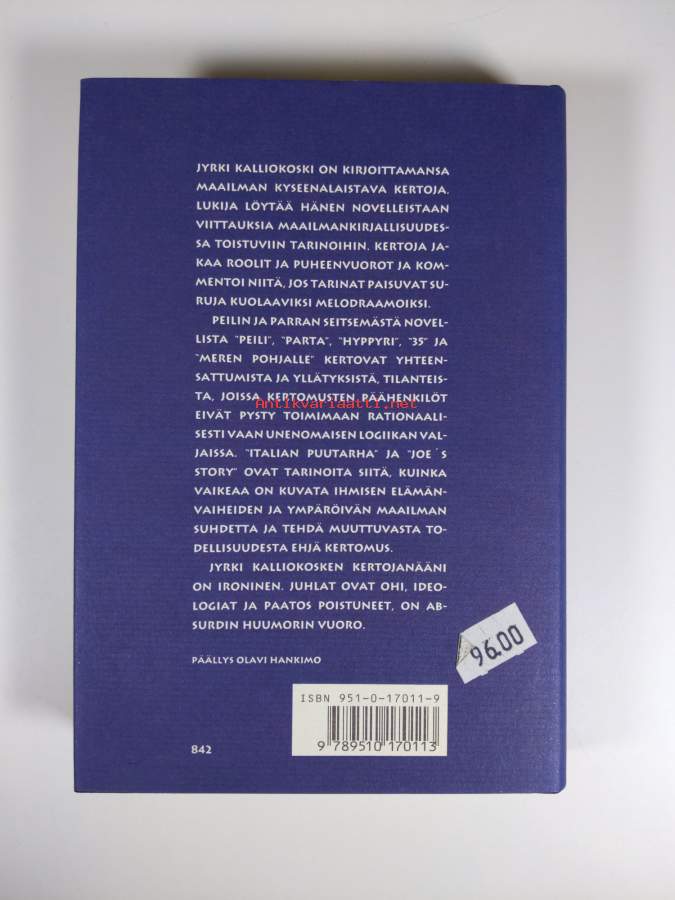 JYRKI KALLIOKOSKI ON KIRJOITTAMANSA
MAAILMAN KYSEENALAISTAVA KERTOJA.
LUKIJA LÖYTÄÄ HÄNEN NOVELLEISTAAN
VIITTAUKSIA MAAILMANKIRJALLISUUDES-
SA TOISTUVIIN TARINOIHIN. KERTOJA JA-
KAA ROOLIT JA PUHEENVUOROT JA KOM-
MENTOI NIITÄ, JOS TARINAT PAISUVAT SU-
RUJA KUOLAAVIKSI MELODRAAMOIKSI.
PEILIN JA PARRAN SEITSEMÄSTÄ NOVEL-
LISTA "PEILI", "PARTA", "HYPPYRI", "35" JA
"MEREN POHJALLE" KERTOVAT YHTEEN-
SATTUMISTA JA YLLÄTYKSISTÄ, TILANTEIS-
TA, JOISSA KERTOMUSTEN PÄÄHENKILÖT
Antikvariaatti.net
EIVÄT PYSTY TOIMIMAAN RATIONAALI-
SESTI VAAN UNENOMAISEN LOGIIKAN VAL-
JAISSA. "ITALIAN PUUTARHA" JA "JOE´S
STORY" OVAT TARINOITA SIITÄ, KUINKA
VAIKEAA ON KUVATA IHMISEN ELÄMÄN-
VAIHEIDEN JA YMPÄRÖIVÄN MAAILMAN
SUHDETTA JA TEHDÄ MUUTTUVASTA TO-
DELLISUUDESTA EHJÄ KERTOMUS.
JYRKI KALLIOKOSKEN KERTOJANÄÄNI
ON IRONINEN. JUHLAT OVAT OHI, IDEO-
LOGIAT JA PAATOS POISTUNEET, ON AB-
SURDIN HUUMORIN VUORO.
96.00
PÄÄLLYS OLAVI HANKIMO
ISBN 951-0-17011-9
9 789510 170113
842